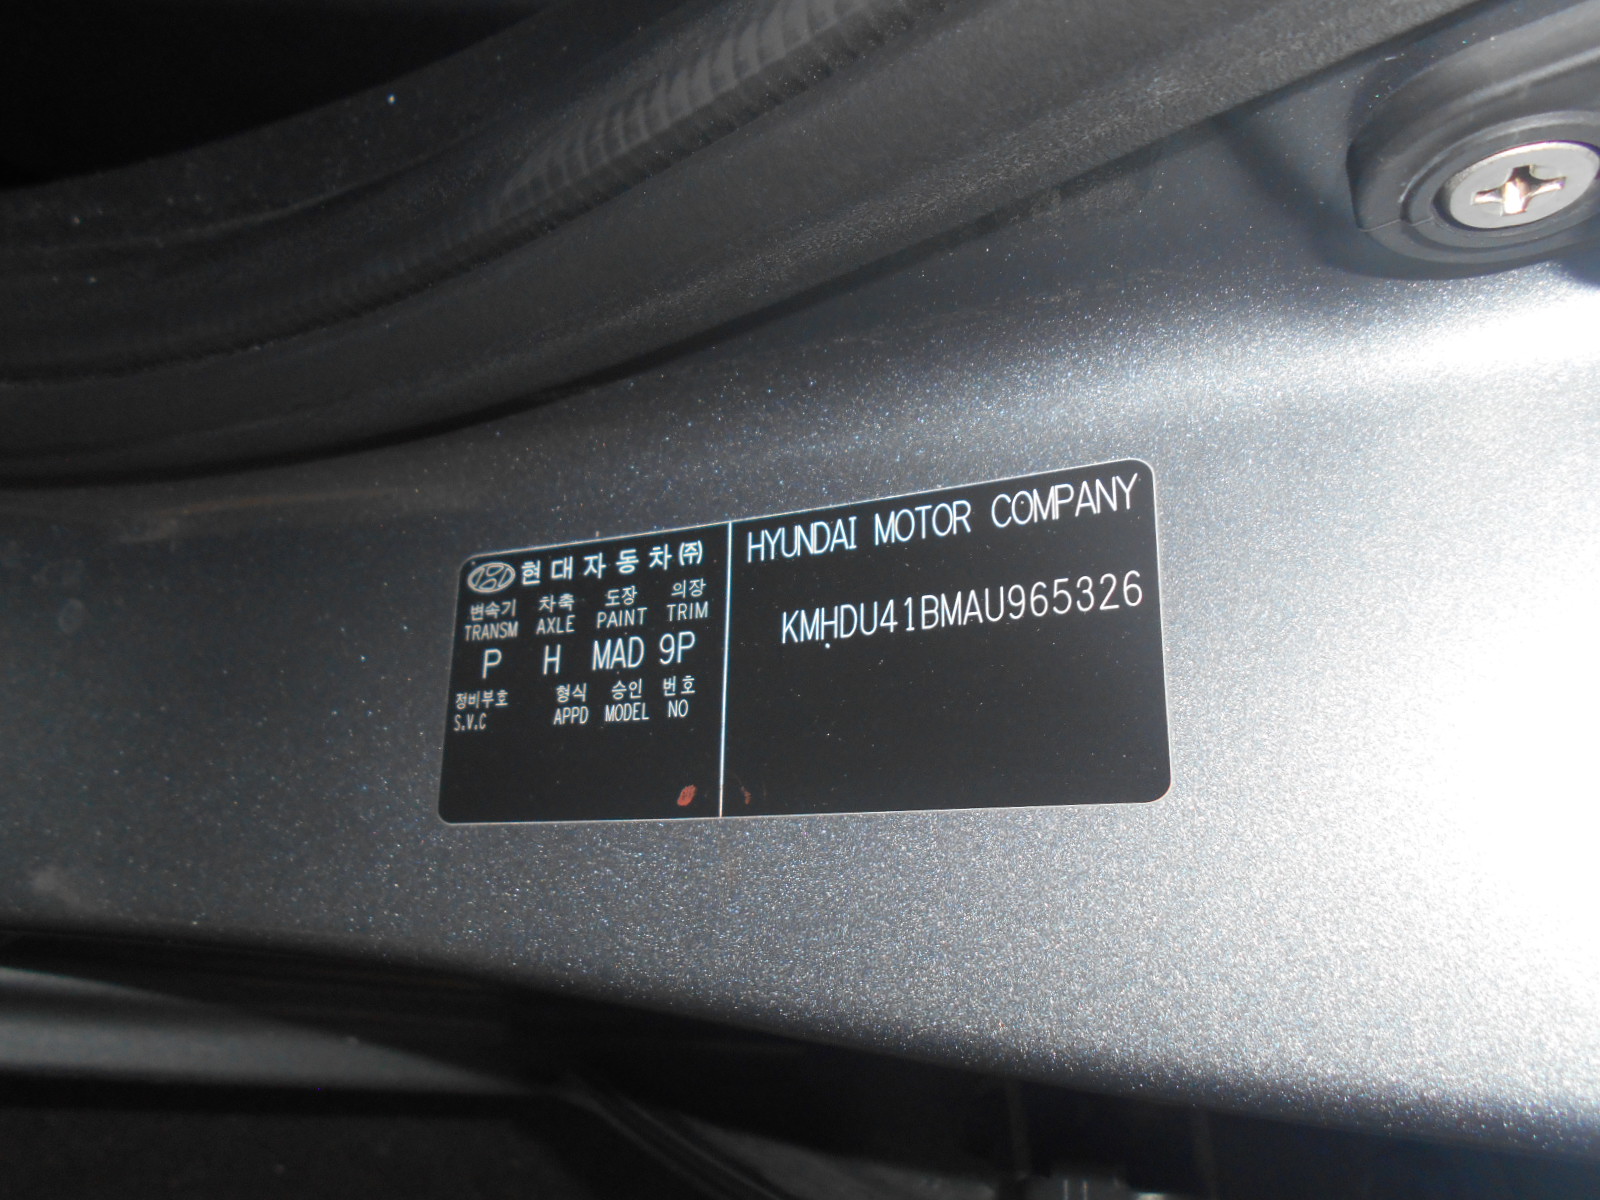 현대자동차(주)
변속기 차축 도장 의장
TRANSM AXLE PAINT TRIM
P H MAD 9P
정비부호 형식 승인 번호
S.V.C APPD MODEL NO
HYUNDAI MOTOR COMPANY
KMHDU41BMAU965326